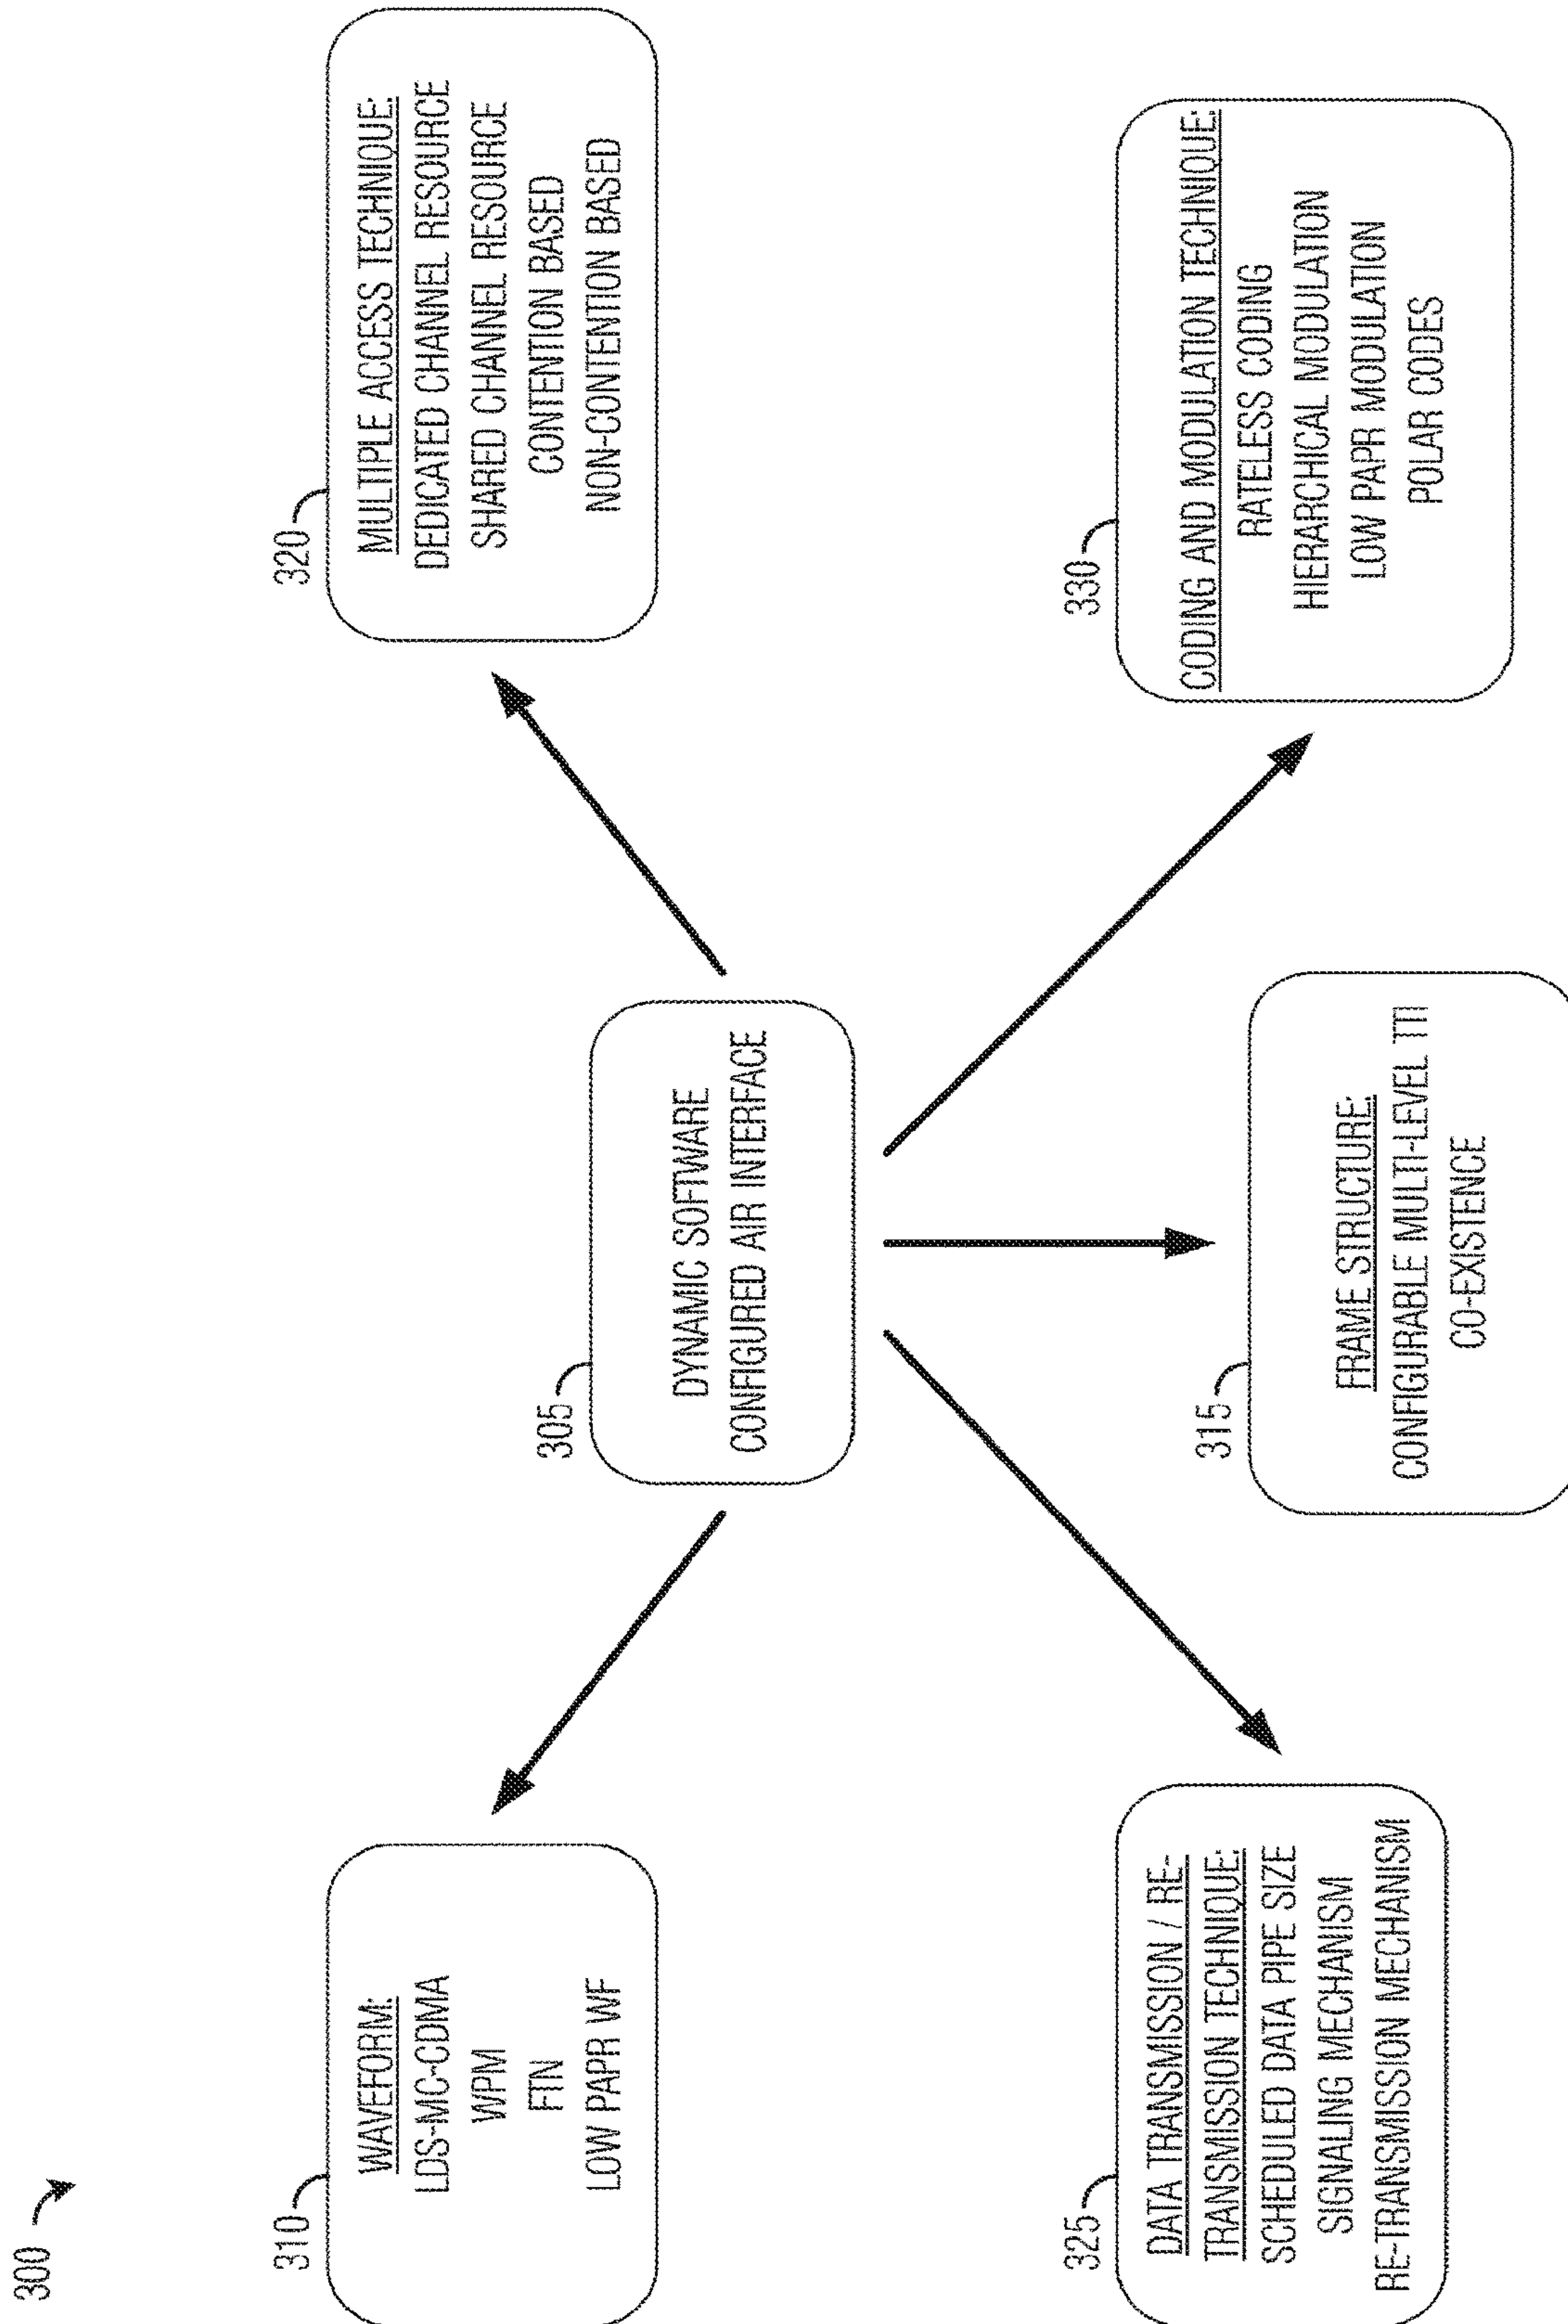 300
310
WAVEFORM:
LDS-MC-CDMA
WPM
FTN
LOW PAPR WF
320
MULTIPLE ACCESS TECHNIQUE:
DEDICATED CHANNEL RESOURCE
SHARED CHANNEL RESOURCE
CONTENTION BASED
NON-CONTENTION BASED
305
DYNAMIC SOFTWARE
CONFIGURED AIR INTERFACE
325
DATA TRANSMISSION / RE-
TRANSMISSION TECHNIQUE:
SCHEDULED DATA PIPE SIZE
SIGNALING MECHANISM
RE-TRANSMISSION MECHANISM
315
FRAME STRUCTURE:
CONFIGURABLE MULTI-LEVEL TTI
CO-EXISTENCE
330
CODING AND MODULATION TECHNIQUE:
RATELESS CODING
HIERARCHICAL MODULATION
LOW PAPR MODULATION
POLAR CODES